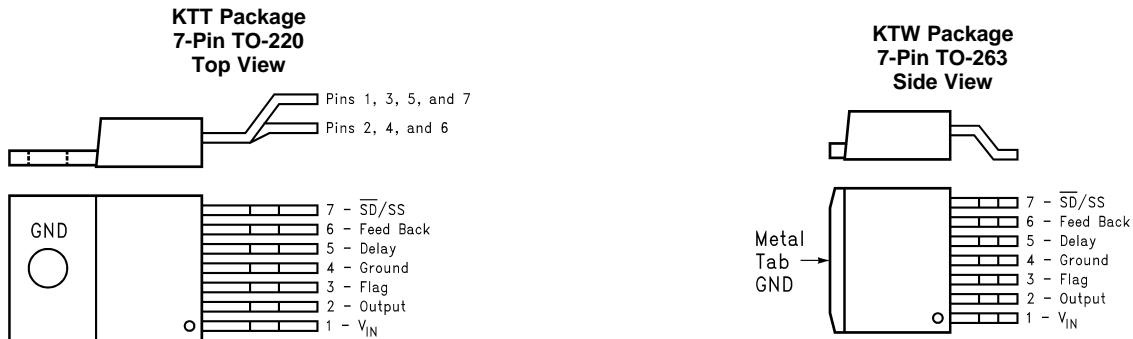 KTT Package
7-Pin TO-220
Top View
Pins 1, 3, 5, and 7
Pins 2, 4, and 6
GND
7 - S̅D̅/SS
6 - Feed Back
5 - Delay
4 - Ground
3 - Flag
2 - Output
1 - VIN
KTW Package
7-Pin TO-263
Side View
Metal
Tab
GND
7 - S̅D̅/SS
6 - Feed Back
5 - Delay
4 - Ground
3 - Flag
2 - Output
1 - VIN